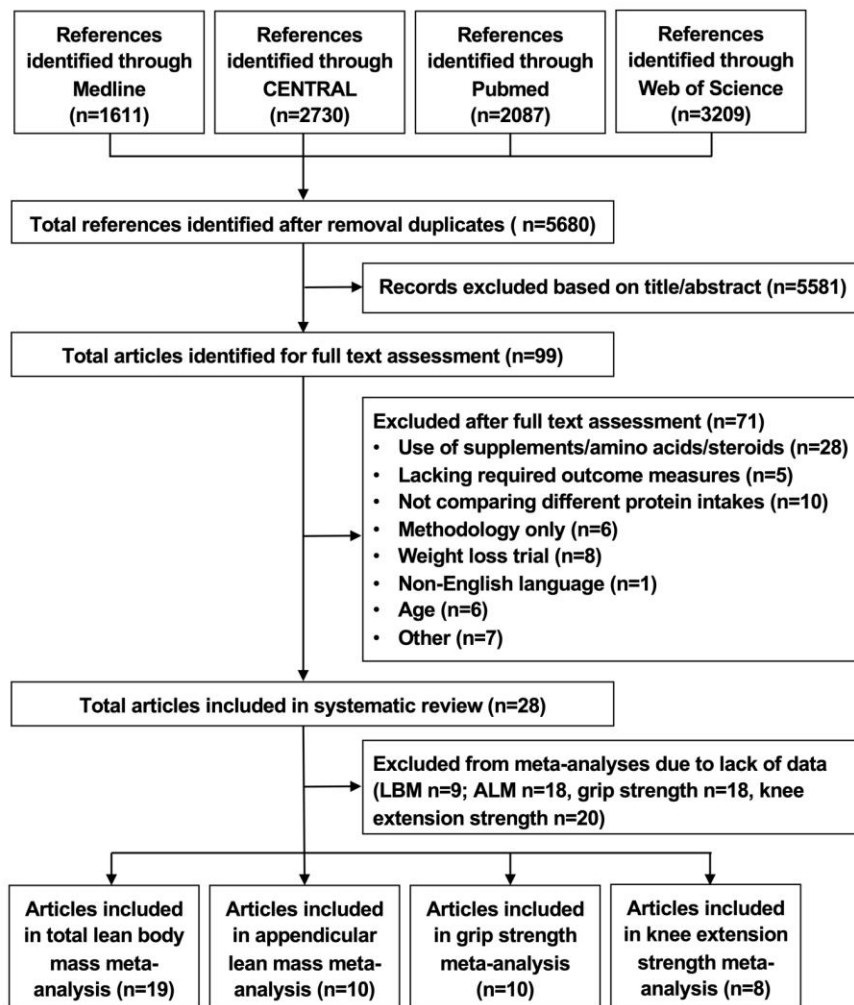 References
identified through
Medline
(n=1611)
References
identified through
CENTRAL
(n=2730)
References
identified through
Pubmed
(n=2087)
References
identified through
Web of Science
(n=3209)
Total references identified after removal duplicates ( n=5680)
Records excluded based on title/abstract (n=5581)
Total articles identified for full text assessment (n=99)
Excluded after full text assessment (n=71)
• Use of supplements/amino acids/steroids (n=28)
• Lacking required outcome measures (n=5)
• Not comparing different protein intakes (n=10)
• Methodology only (n=6)
• Weight loss trial (n=8)
• Non-English language (n=1)
• Age (n=6)
• Other (n=7)
Total articles included in systematic review (n=28)
Excluded from meta-analyses due to lack of data
(LBM n=9; ALM n=18, grip strength n=18, knee
extension strength n=20)
Articles included
in total lean body
mass meta-
analysis (n=19)
Articles included
in appendicular
lean mass meta-
analysis (n=10)
Articles included
in grip strength
meta-analysis
(n=10)
Articles included
in knee extension
strength meta-
analysis (n=8)